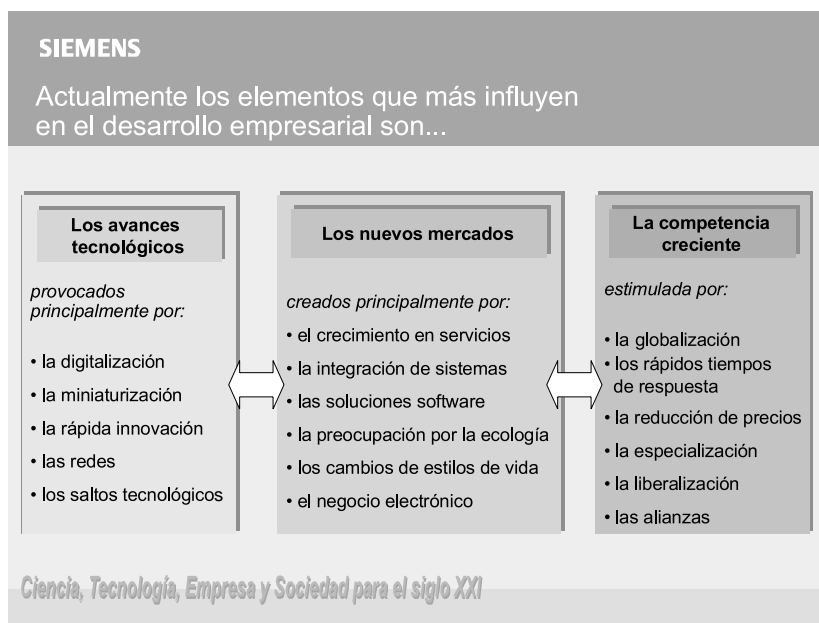 SIEMENS
Actualmente los elementos que más influyen
en el desarrollo empresarial son...
Los avances
tecnológicos
provocados
principalmente por:
• la digitalización
• la miniaturización
• la rápida innovación
• las redes
• los saltos tecnológicos
Los nuevos mercados
creados principalmente por:
• el crecimiento en servicios
• la integración de sistemas
• las soluciones software
• la preocupación por la ecología
• los cambios de estilos de vida
• el negocio electrónico
La competencia
creciente
estimulada por:
• la globalización
• los rápidos tiempos
de respuesta
• la reducción de precios
• la especialización
• la liberalización
• las alianzas
Ciencia, Tecnología, Empresa y Sociedad para el siglo XXI